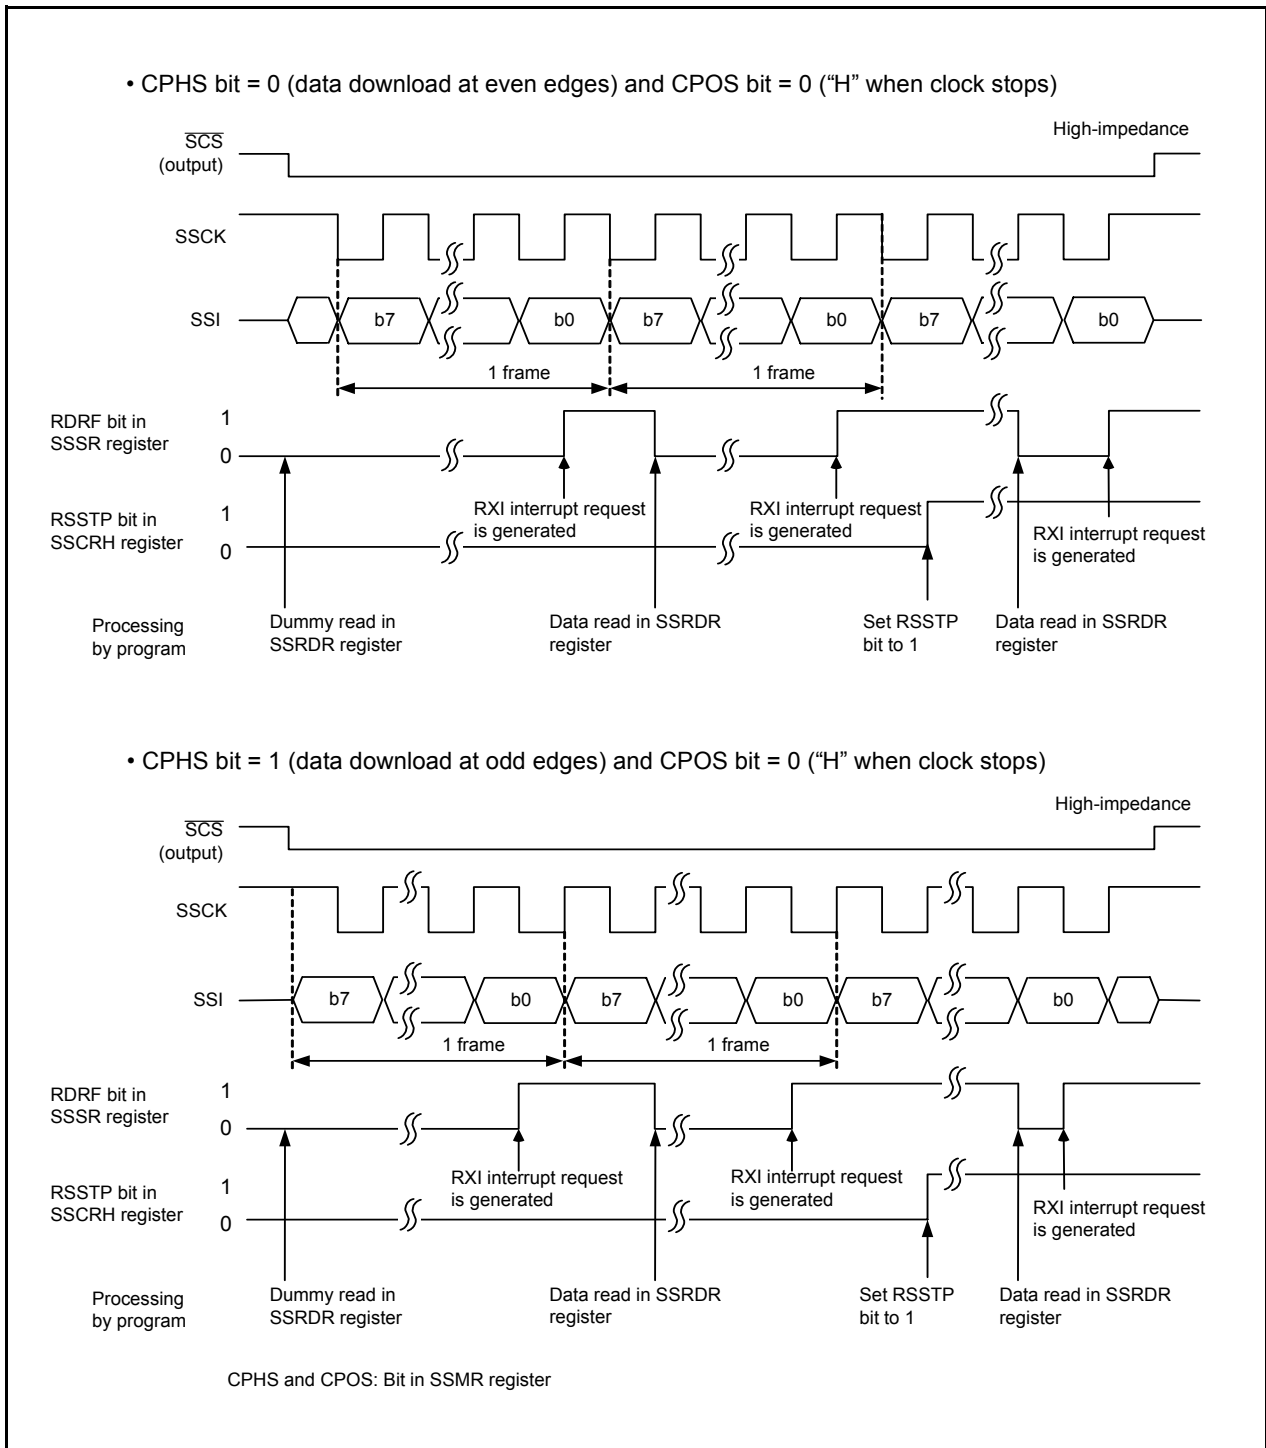 • CPHS bit = 0 (data download at even edges) and CPOS bit = 0 (“H” when clock stops)
High-impedance
SCS
(output)
SSCK
SSI
b7
b0
b7
b0
b7
b0
1 frame
1 frame
RDRF bit in
SSSR register
1
0
RXI interrupt request
is generated
RXI interrupt request
is generated
RXI interrupt request
is generated
RSSTP bit in
SSCRH register
1
0
Processing
by program
Dummy read in
SSRDR register
Data read in SSRDR
register
Set RSSTP
bit to 1
Data read in SSRDR
register
• CPHS bit = 1 (data download at odd edges) and CPOS bit = 0 (“H” when clock stops)
High-impedance
SCS
(output)
SSCK
SSI
b7
b0
b7
b0
b7
b0
1 frame
1 frame
RDRF bit in
SSSR register
1
0
RXI interrupt request
is generated
RXI interrupt request
is generated
RXI interrupt request
is generated
RSSTP bit in
SSCRH register
1
0
Processing
by program
Dummy read in
SSRDR register
Data read in SSRDR
register
Set RSSTP
bit to 1
Data read in SSRDR
register
CPHS and CPOS: Bit in SSMR register